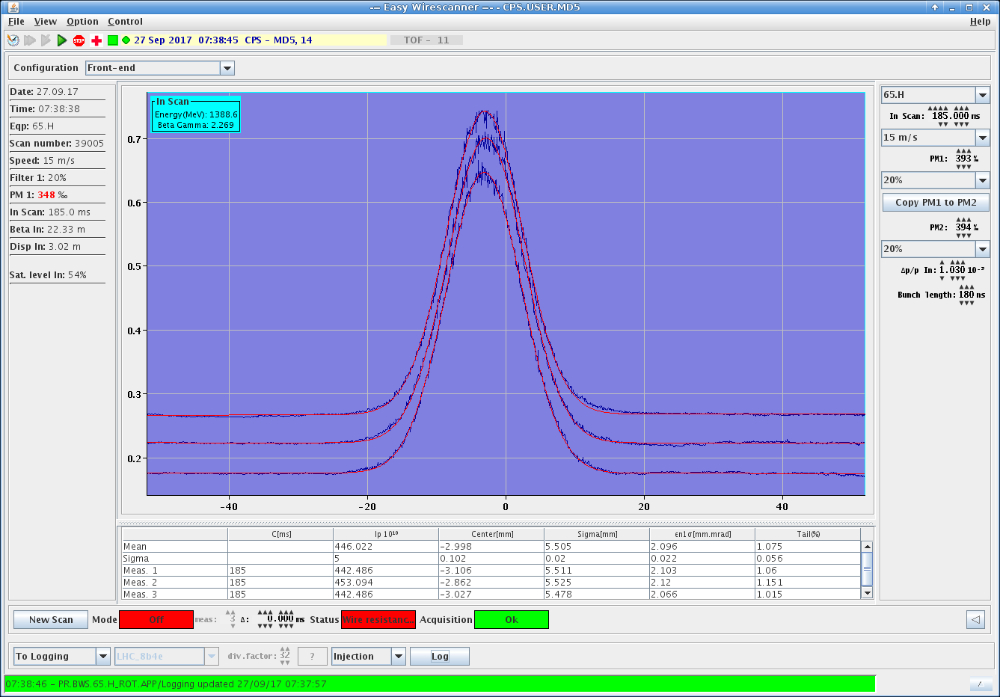 -= Easy Wirescanner =- - CPS.USER.MD5
File View Option Control Help
STOP 27 Sep 2017 07:38:45 CPS - MD5, 14 TOF - 11
Configuration Front-end
Date: 27.09.17
Time: 07:38:38
Eqp: 65.H
Scan number: 39005
Speed: 15 m/s
Filter 1: 20%
PM 1: 348 ‰
In Scan: 185.0 ms
Beta In: 22.33 m
Disp In: 3.02 m
Sat. level In: 54%
In Scan
Energy(MeV): 1388.6
Beta Gamma: 2.269
0.7
0.6
0.5
0.4
0.3
0.2
-40 -20 0 20 40
65.H
In Scan: 185.000 ms
15 m/s
PM1: 393 ‰
20%
Copy PM1 to PM2
PM2: 394 ‰
20%
Δp/p In: 1.030 10⁻³
Bunch length: 180 ns
C[ms] Ip 10¹⁰ Center[mm] Sigma[mm] en1σ[mm.mrad] Tail(%)
Mean 446.022 -2.998 5.505 2.096 1.075
Sigma 5 0.102 0.02 0.022 0.056
Meas. 1 185 442.486 -3.106 5.511 2.103 1.06
Meas. 2 185 453.094 -2.862 5.525 2.12 1.151
Meas. 3 185 442.486 -3.027 5.478 2.066 1.015
New Scan Mode Off meas: 3 Δ: 0.000 ms Status Wire resistanc... Acquisition Ok
To Logging LHC_8b4e div.factor: 32 ? Injection Log
07:38:46 - PR.BWS.65.H_ROT.APP/Logging updated 27/09/17 07:37:57